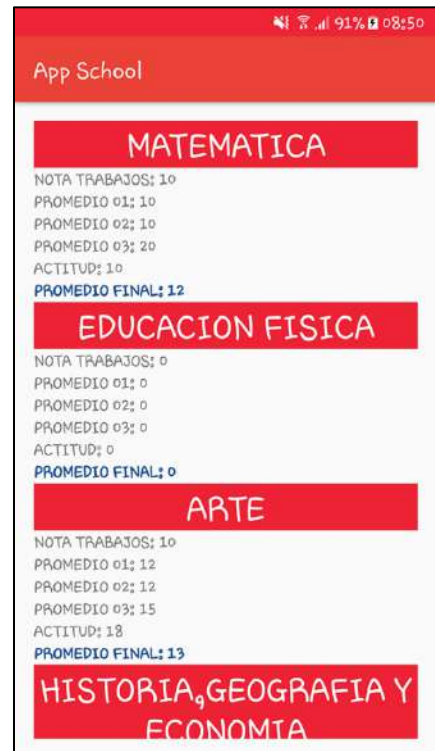 91% 08:50
App School
MATEMATICA
NOTA TRABAJOS: 10
PROMEDIO 01: 10
PROMEDIO 02: 10
PROMEDIO 03: 20
ACTITUD: 10
PROMEDIO FINAL: 12
EDUCACION FISICA
NOTA TRABAJOS: 0
PROMEDIO 01: 0
PROMEDIO 02: 0
PROMEDIO 03: 0
ACTITUD: 0
PROMEDIO FINAL: 0
ARTE
NOTA TRABAJOS: 10
PROMEDIO 01: 12
PROMEDIO 02: 12
PROMEDIO 03: 15
ACTITUD: 18
PROMEDIO FINAL: 13
HISTORIA,GEOGRAFIA Y
ECONOMIA